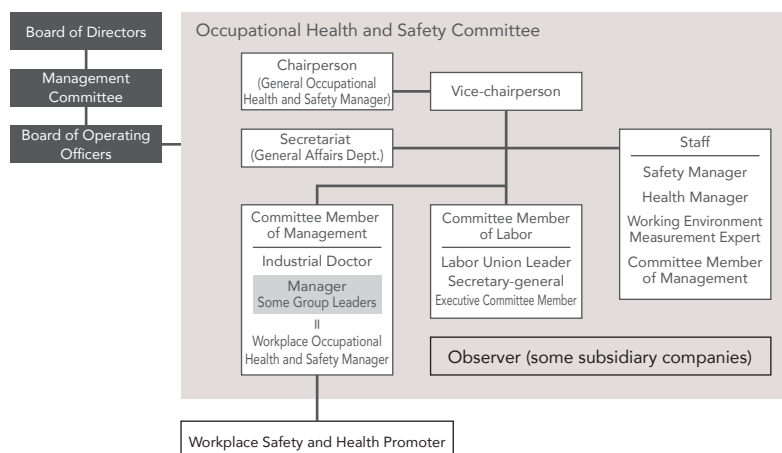 Board of Directors
Management
Committee
Board of Operating
Officers
Occupational Health and Safety Committee
Chairperson
(General Occupational
Health and Safety Manager)
Vice-chairperson
Secretariat
(General Affairs Dept.)
Staff
Safety Manager
Health Manager
Working Environment
Measurement Expert
Committee Member
of Management
Committee Member
of Management
Industrial Doctor
Manager
Some Group Leaders
=
Workplace Occupational
Health and Safety Manager
Committee Member
of Labor
Labor Union Leader
Secretary-general
Executive Committee Member
Observer (some subsidiary companies)
Workplace Safety and Health Promoter